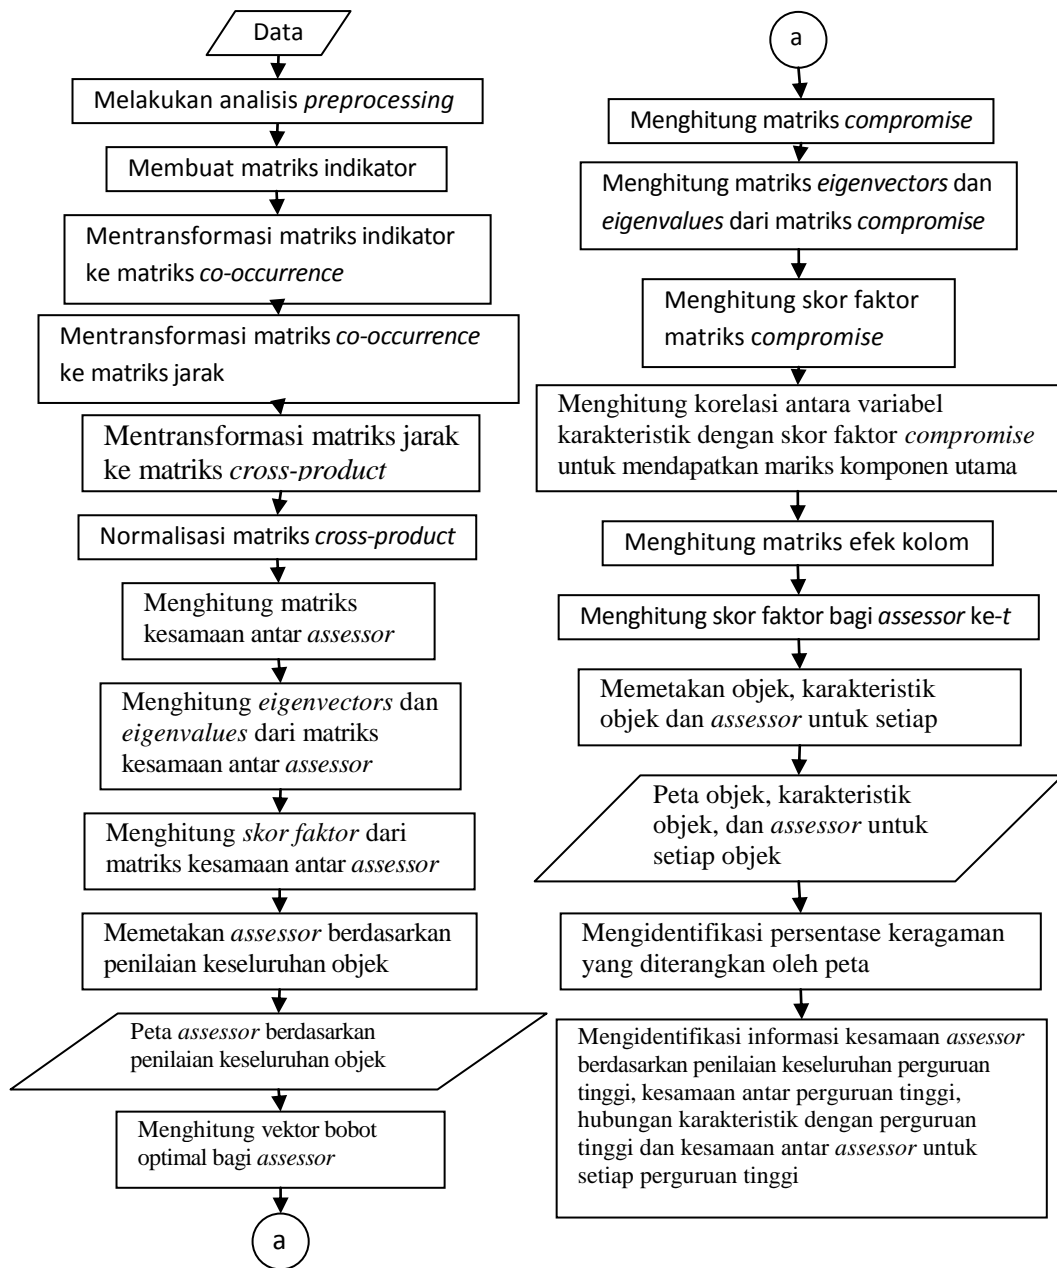 Data
Melakukan analisis preprocessing
Membuat matriks indikator
Mentransformasi matriks indikator
ke matriks co-occurrence
Mentransformasi matriks co-occurrence
ke matriks jarak
Mentransformasi matriks jarak
ke matriks cross-product
Normalisasi matriks cross-product
Menghitung matriks
kesamaan antar assessor
Menghitung eigenvectors dan
eigenvalues dari matriks
kesamaan antar assessor
Menghitung skor faktor dari
matriks kesamaan antar assessor
Memetakan assessor berdasarkan
penilaian keseluruhan objek
Peta assessor berdasarkan
penilaian keseluruhan objek
Menghitung vektor bobot
optimal bagi assessor
a
a
Menghitung matriks compromise
Menghitung matriks eigenvectors dan
eigenvalues dari matriks compromise
Menghitung skor faktor
matriks compromise
Menghitung korelasi antara variabel
karakteristik dengan skor faktor compromise
untuk mendapatkan mariks komponen utama
Menghitung matriks efek kolom
Menghitung skor faktor bagi assessor ke-t
Memetakan objek, karakteristik
objek dan assessor untuk setiap
Peta objek, karakteristik
objek, dan assessor untuk
setiap objek
Mengidentifikasi persentase keragaman
yang diterangkan oleh peta
Mengidentifikasi informasi kesamaan assessor
berdasarkan penilaian keseluruhan perguruan
tinggi, kesamaan antar perguruan tinggi,
hubungan karakteristik dengan perguruan
tinggi dan kesamaan antar assessor untuk
setiap perguruan tinggi